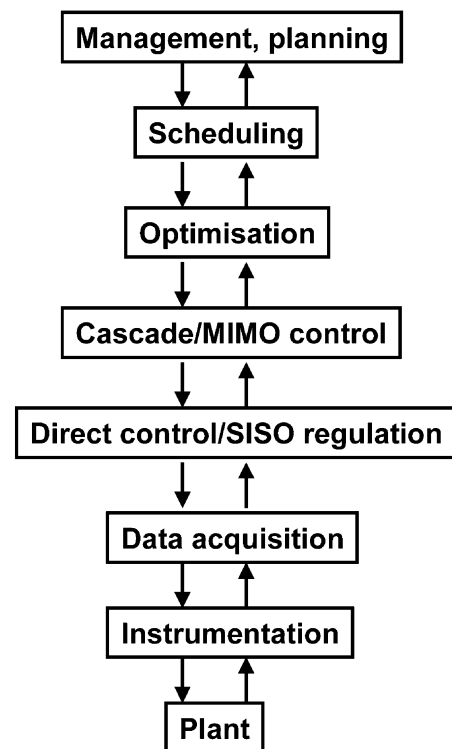 Management, planning
Scheduling
Optimisation
Cascade/MIMO control
Direct control/SISO regulation
Data acquisition
Instrumentation
Plant